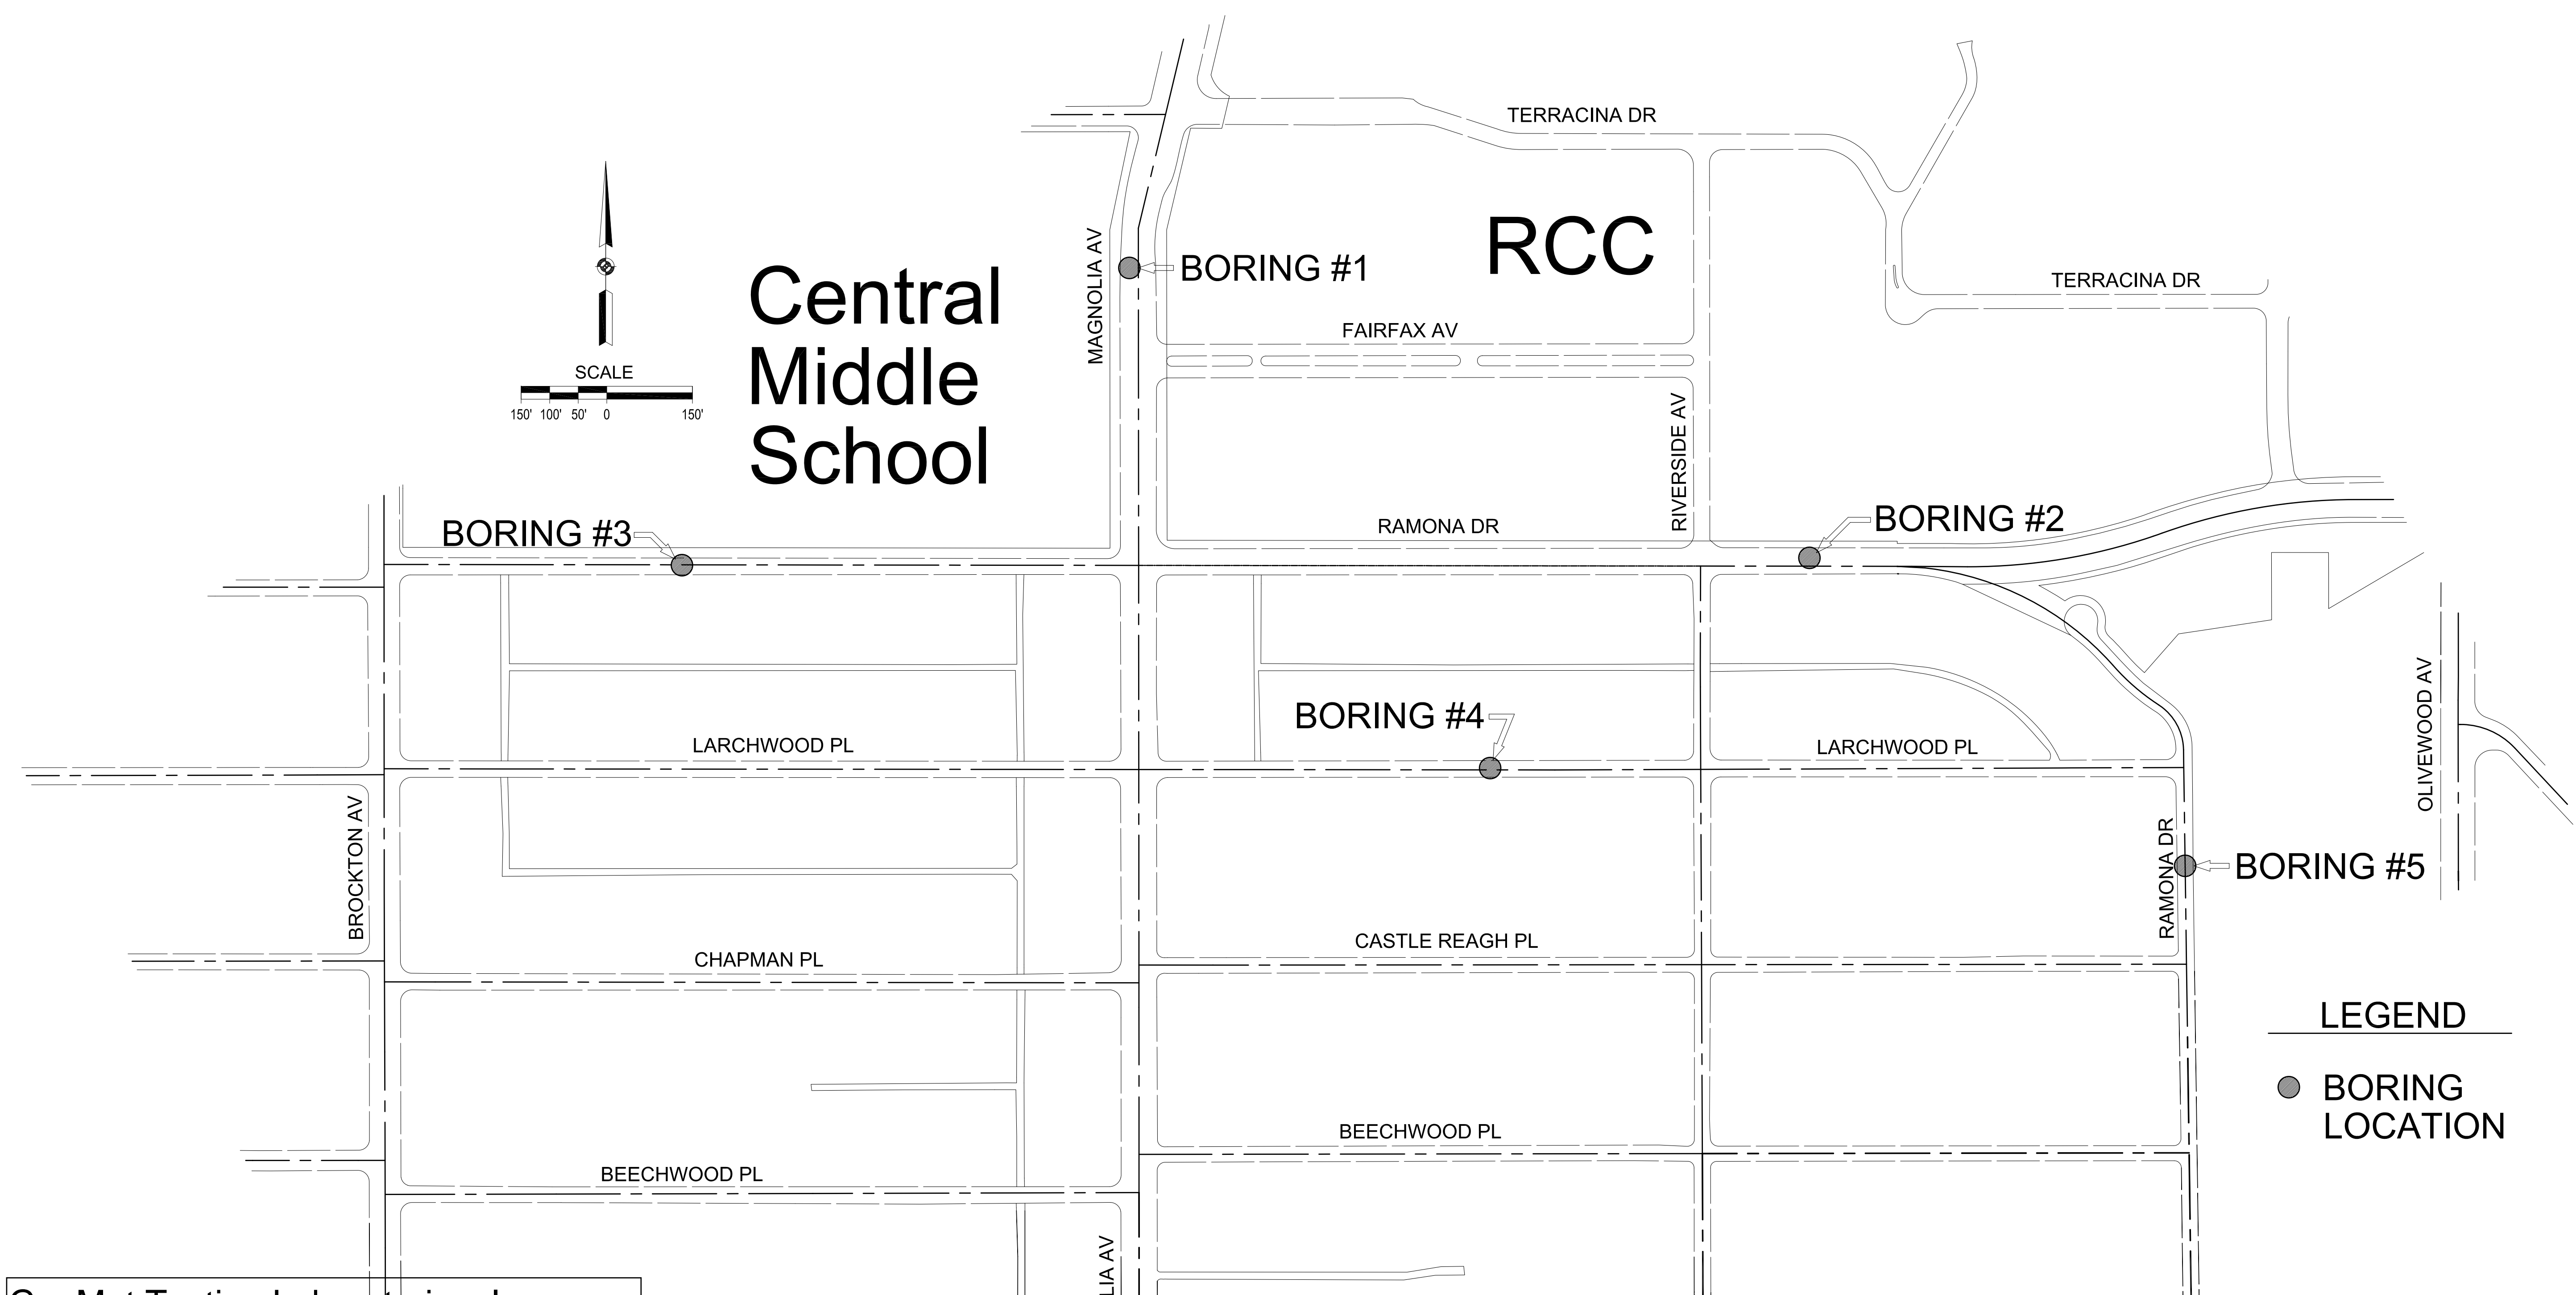 TERRACINA DR
RCC
MAGNOLIA AV
BORING #1
Central
Middle
School
TERRACINA DR
FAIRFAX AV
SCALE
150' 100' 50' 0 150'
RIVERSIDE AV
BORING #3
RAMONA DR
BORING #2
BORING #4
OLIVEWOOD AV
LARCHWOOD PL
LARCHWOOD PL
BROCKTON AV
RAMONA DR
BORING #5
CHAPMAN PL
CASTLE REAGH PL
LEGEND
BORING
LOCATION
BEECHWOOD PL
BEECHWOOD PL
LIA AV